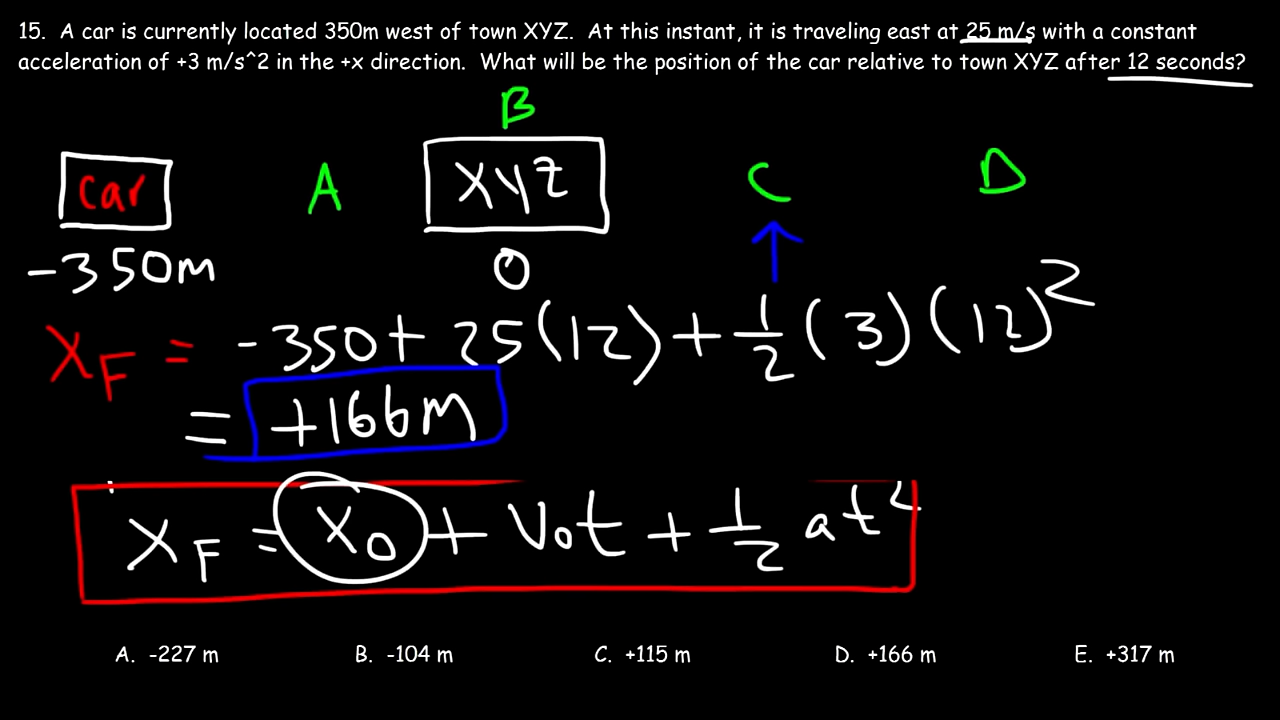 15. A car is currently located 350m west of town XYZ. At this instant, it is traveling east at 25 m/s with a constant
acceleration of +3 m/s^2 in the +x direction. What will be the position of the car relative to town XYZ after 12 seconds?
B
car A XYZ C D
-350m 0
XF = -350 + 25(12) + 1/2 (3)(12)^2
= +166m
XF = X0 + V0t + 1/2 at^2
A. -227 m B. -104 m C. +115 m D. +166 m E. +317 m